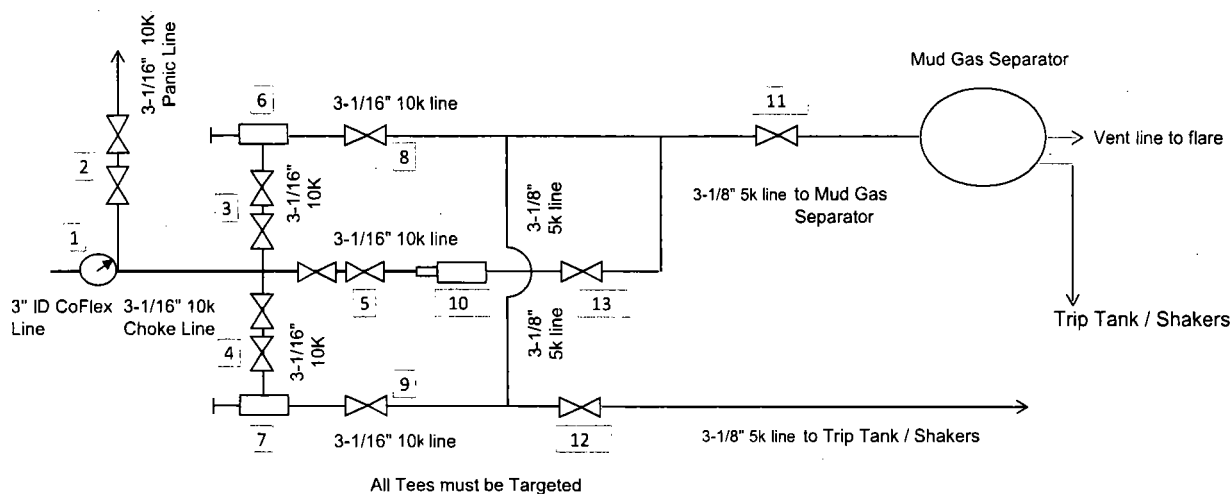 3-1/16" 10K
Panic Line
Mud Gas Separator
6
3-1/16" 10k line
11
Vent line to flare
2
8
3-1/16"
10K
3-1/8"
5k line
3-1/8" 5k line to Mud Gas
Separator
3
1
3-1/16" 10k line
3" ID CoFlex
Line
3-1/16" 10k
Choke Line
5
10
13
Trip Tank / Shakers
3-1/8"
5k line
4
3-1/16"
10K
9
7
3-1/16" 10k line
12
3-1/8" 5k line to Trip Tank / Shakers
All Tees must be Targeted